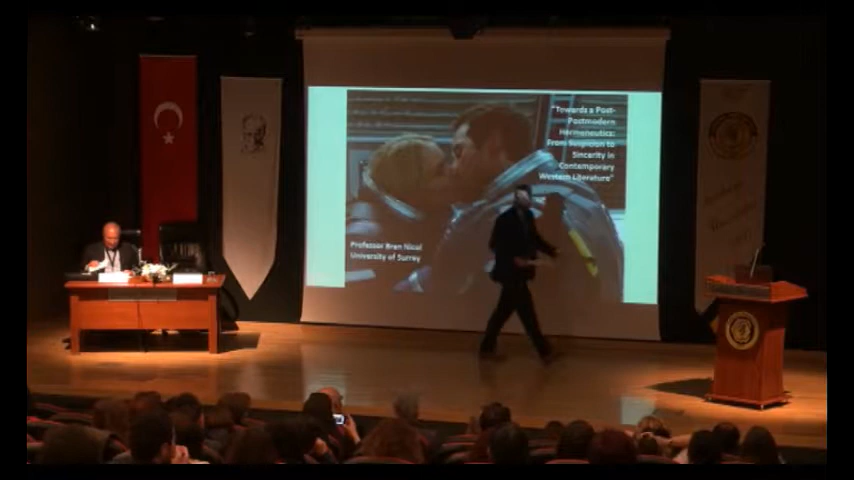 "Towards a Post-
Postmodern
Hermeneutics:
From Suspicion to
Sincerity in
Contemporary
Western Literature"
Professor Bran Nicol
University of Surrey